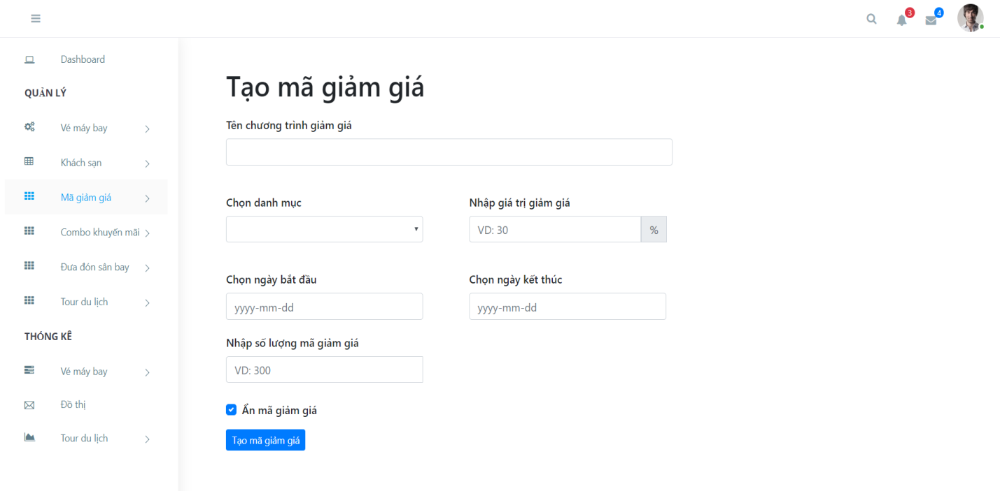 3
4
Dashboard
QUẢN LÝ
Vé máy bay
Khách sạn
Mã giảm giá
Combo khuyến mãi
Đưa đón sân bay
Tour du lịch
THỐNG KÊ
Vé máy bay
Đồ thị
Tour du lịch
Tạo mã giảm giá
Tên chương trình giảm giá
Chọn danh mục
Nhập giá trị giảm giá
VD: 30
%
Chọn ngày bắt đầu
Chọn ngày kết thúc
yyyy-mm-dd
yyyy-mm-dd
Nhập số lượng mã giảm giá
VD: 300
Ẩn mã giảm giá
Tạo mã giảm giá